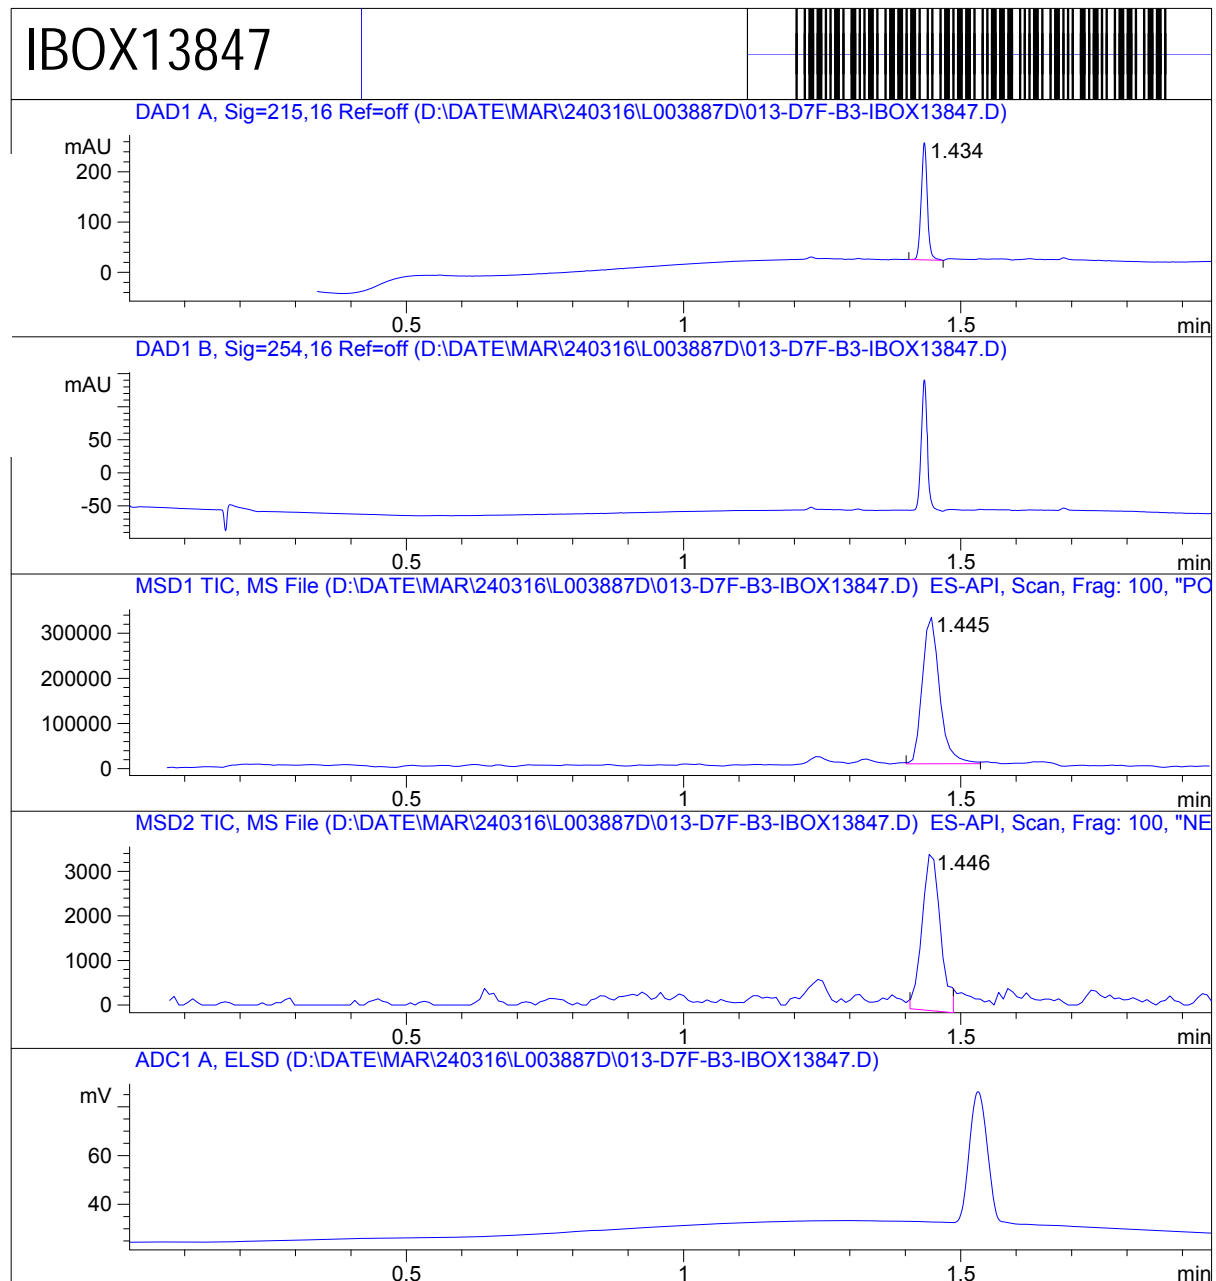 IBOX13847
DAD1 A, Sig=215,16 Ref=off (D:\DATE\MAR\240316\L003887D\013-D7F-B3-IBOX13847.D)
mAU
200
100
0
1.434
0.5 1 1.5 min
DAD1 B, Sig=254,16 Ref=off (D:\DATE\MAR\240316\L003887D\013-D7F-B3-IBOX13847.D)
mAU
50
0
-50
0.5 1 1.5 min
MSD1 TIC, MS File (D:\DATE\MAR\240316\L003887D\013-D7F-B3-IBOX13847.D) ES-API, Scan, Frag: 100, "PO
300000
200000
100000
0
1.445
0.5 1 1.5 min
MSD2 TIC, MS File (D:\DATE\MAR\240316\L003887D\013-D7F-B3-IBOX13847.D) ES-API, Scan, Frag: 100, "NE
3000
2000
1000
0
1.446
0.5 1 1.5 min
ADC1 A, ELSD (D:\DATE\MAR\240316\L003887D\013-D7F-B3-IBOX13847.D)
mV
60
40
0.5 1 1.5 min